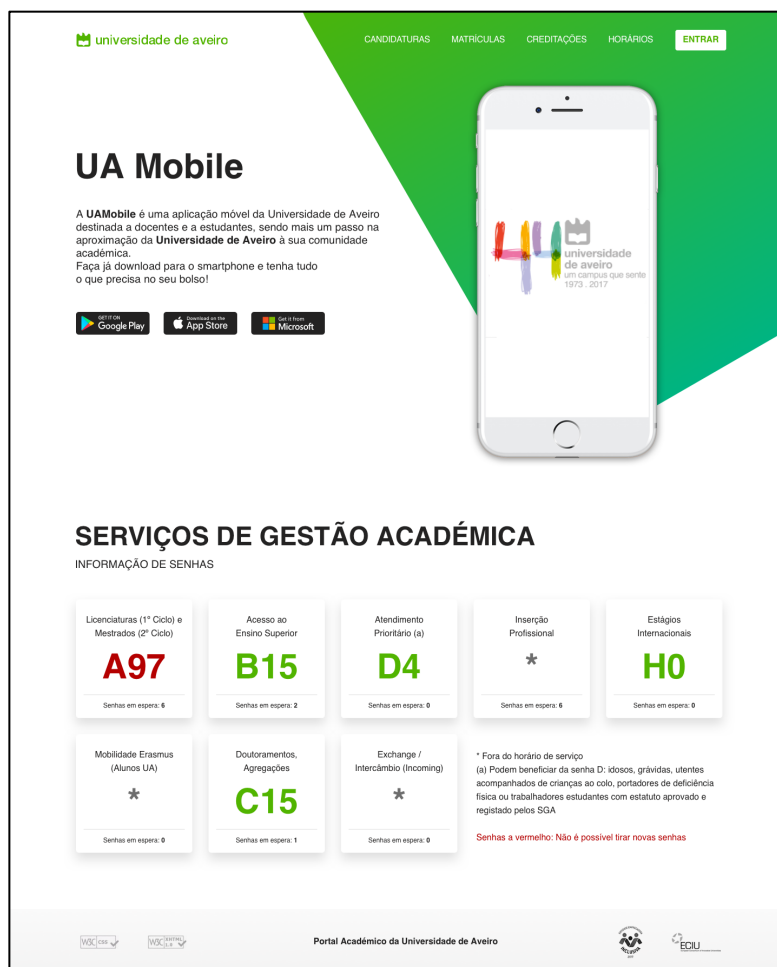 universidade de aveiro
CANDIDATURAS MATRÍCULAS CREDITAÇÕES HORÁRIOS ENTRAR
UA Mobile
A UAMobile é uma aplicação móvel da Universidade de Aveiro
destinada a docentes e a estudantes, sendo mais um passo na
aproximação da Universidade de Aveiro à sua comunidade
académica.
Faça já download para o smartphone e tenha tudo
o que precisa no seu bolso!
GET IT ON
Google Play
Download on the
App Store
Get it from
Microsoft
44
universidade
de aveiro
um campus que sente
1973 . 2017
SERVIÇOS DE GESTÃO ACADÉMICA
INFORMAÇÃO DE SENHAS
Licenciaturas (1º Ciclo) e
Mestrados (2º Ciclo)
A97
Senhas em espera: 6
Acesso ao
Ensino Superior
B15
Senhas em espera: 2
Atendimento
Prioritário (a)
D4
Senhas em espera: 0
Inserção
Profissional
*
Senhas em espera: 6
Estágios
Internacionais
H0
Senhas em espera: 0
Mobilidade Erasmus
(Alunos UA)
*
Senhas em espera: 0
Doutoramentos,
Agregações
C15
Senhas em espera: 1
Exchange /
Intercâmbio (Incoming)
*
Senhas em espera: 0
* Fora do horário de serviço
(a) Podem beneficiar da senha D: idosos, grávidas, utentes
acompanhados de crianças ao colo, portadores de deficiência
física ou trabalhadores estudantes com estatuto aprovado e
registado pelos SGA
Senhas a vermelho: Não é possível tirar novas senhas
W3C CSS
W3C XHTML 1.0
Portal Académico da Universidade de Aveiro
INCLUSIVA
ECIU